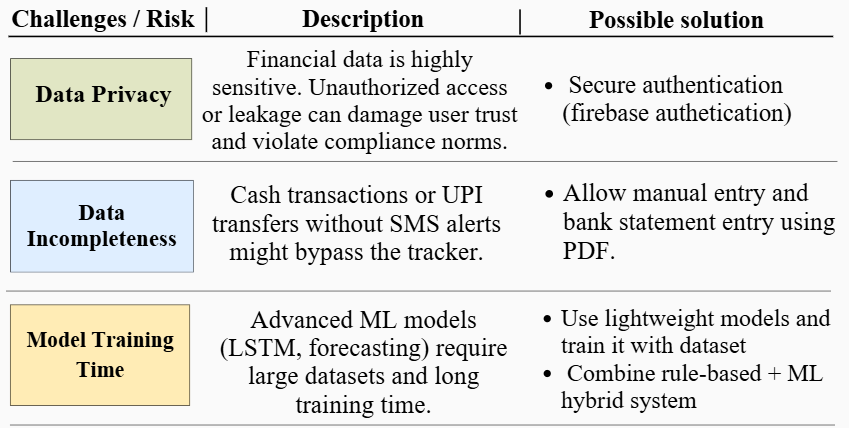 Challenges / Risk | Description | Possible solution
Data Privacy
Financial data is highly
sensitive. Unauthorized access
or leakage can damage user trust
and violate compliance norms.
• Secure authentication
(firebase authetication)
Data
Incompleteness
Cash transactions or UPI
transfers without SMS alerts
might bypass the tracker.
• Allow manual entry and
bank statement entry using
PDF.
Model Training
Time
Advanced ML models
(LSTM, forecasting) require
large datasets and long
training time.
• Use lightweight models and
train it with dataset
• Combine rule-based + ML
hybrid system